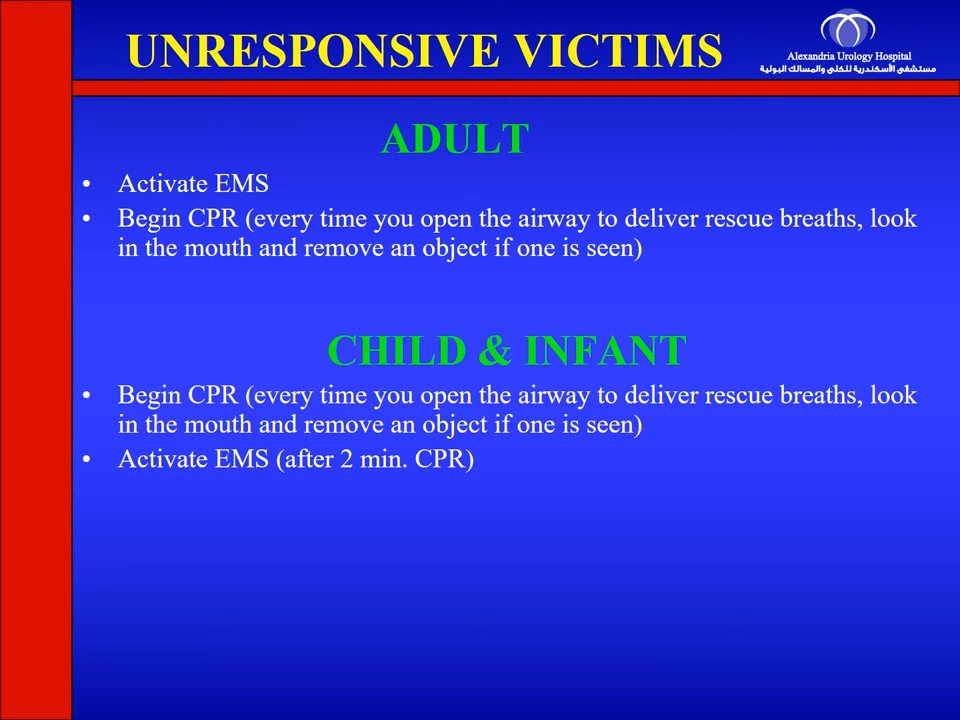 UNRESPONSIVE VICTIMS
Alexandria Urology Hospital
مستشفى الأسكندرية للكلى والمسالك البولية
ADULT
• Activate EMS
• Begin CPR (every time you open the airway to deliver rescue breaths, look
in the mouth and remove an object if one is seen)
CHILD & INFANT
• Begin CPR (every time you open the airway to deliver rescue breaths, look
in the mouth and remove an object if one is seen)
• Activate EMS (after 2 min. CPR)